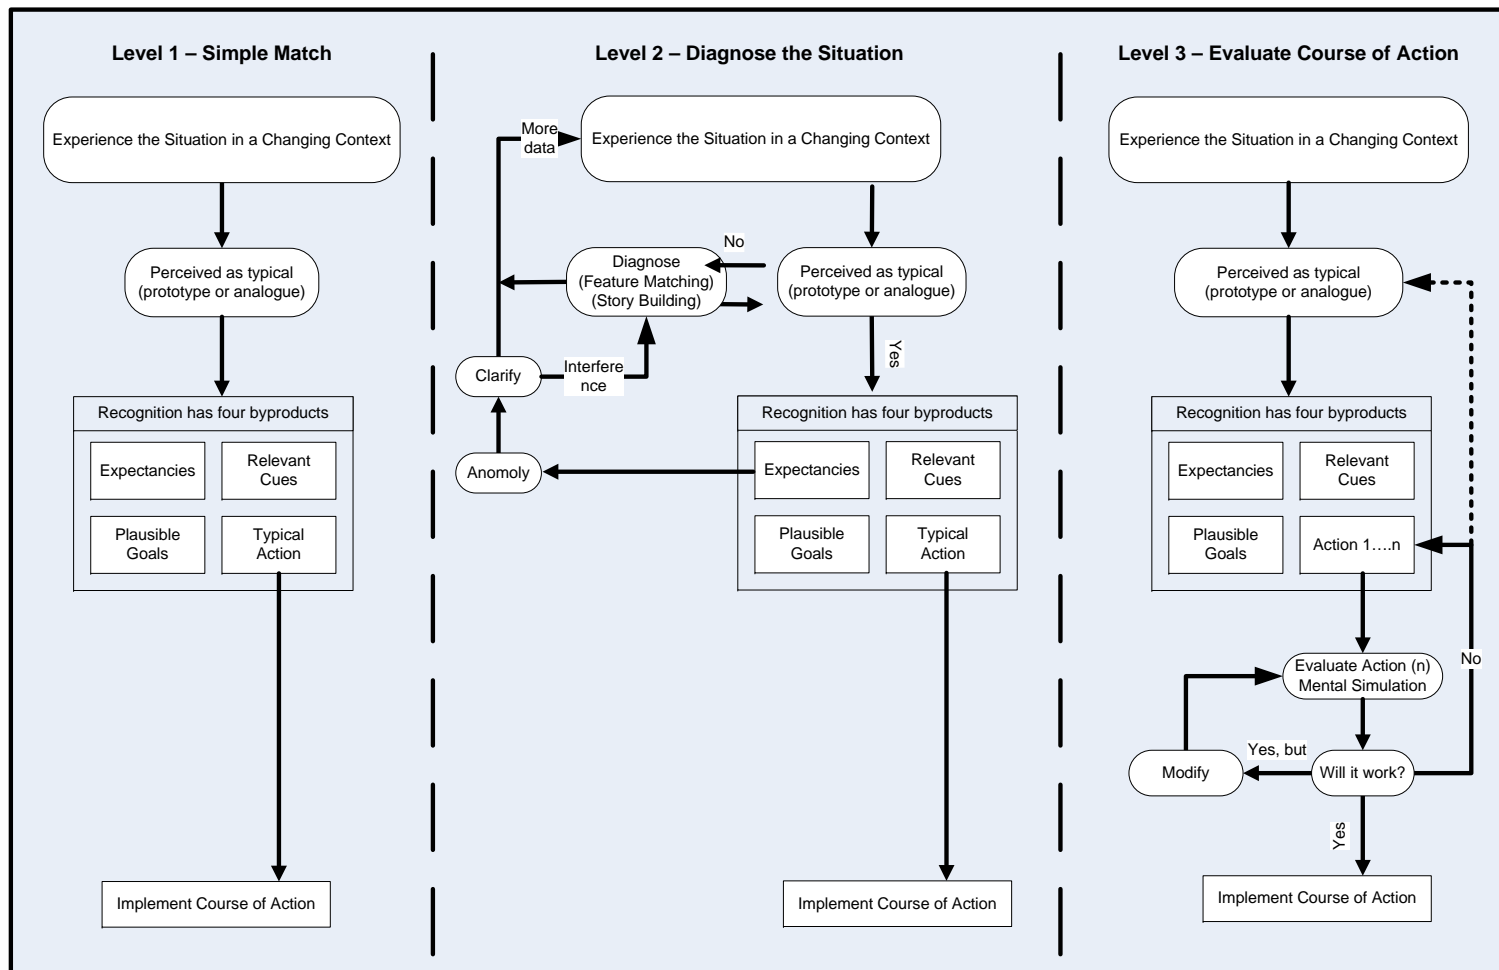 Level 1 – Simple Match
Experience the Situation in a Changing Context
Perceived as typical
(prototype or analogue)
Recognition has four byproducts
Expectancies
Relevant
Cues
Plausible
Goals
Typical
Action
Implement Course of Action
Level 2 – Diagnose the Situation
More
data
Experience the Situation in a Changing Context
No
Diagnose
(Feature Matching)
(Story Building)
Perceived as typical
(prototype or analogue)
Yes
Clarify
Interfere
nce
Anomoly
Recognition has four byproducts
Expectancies
Relevant
Cues
Plausible
Goals
Typical
Action
Implement Course of Action
Level 3 – Evaluate Course of Action
Experience the Situation in a Changing Context
Perceived as typical
(prototype or analogue)
Recognition has four byproducts
Expectancies
Relevant
Cues
Plausible
Goals
Action 1....n
Evaluate Action (n)
Mental Simulation
No
Yes, but
Modify
Will it work?
Yes
Implement Course of Action